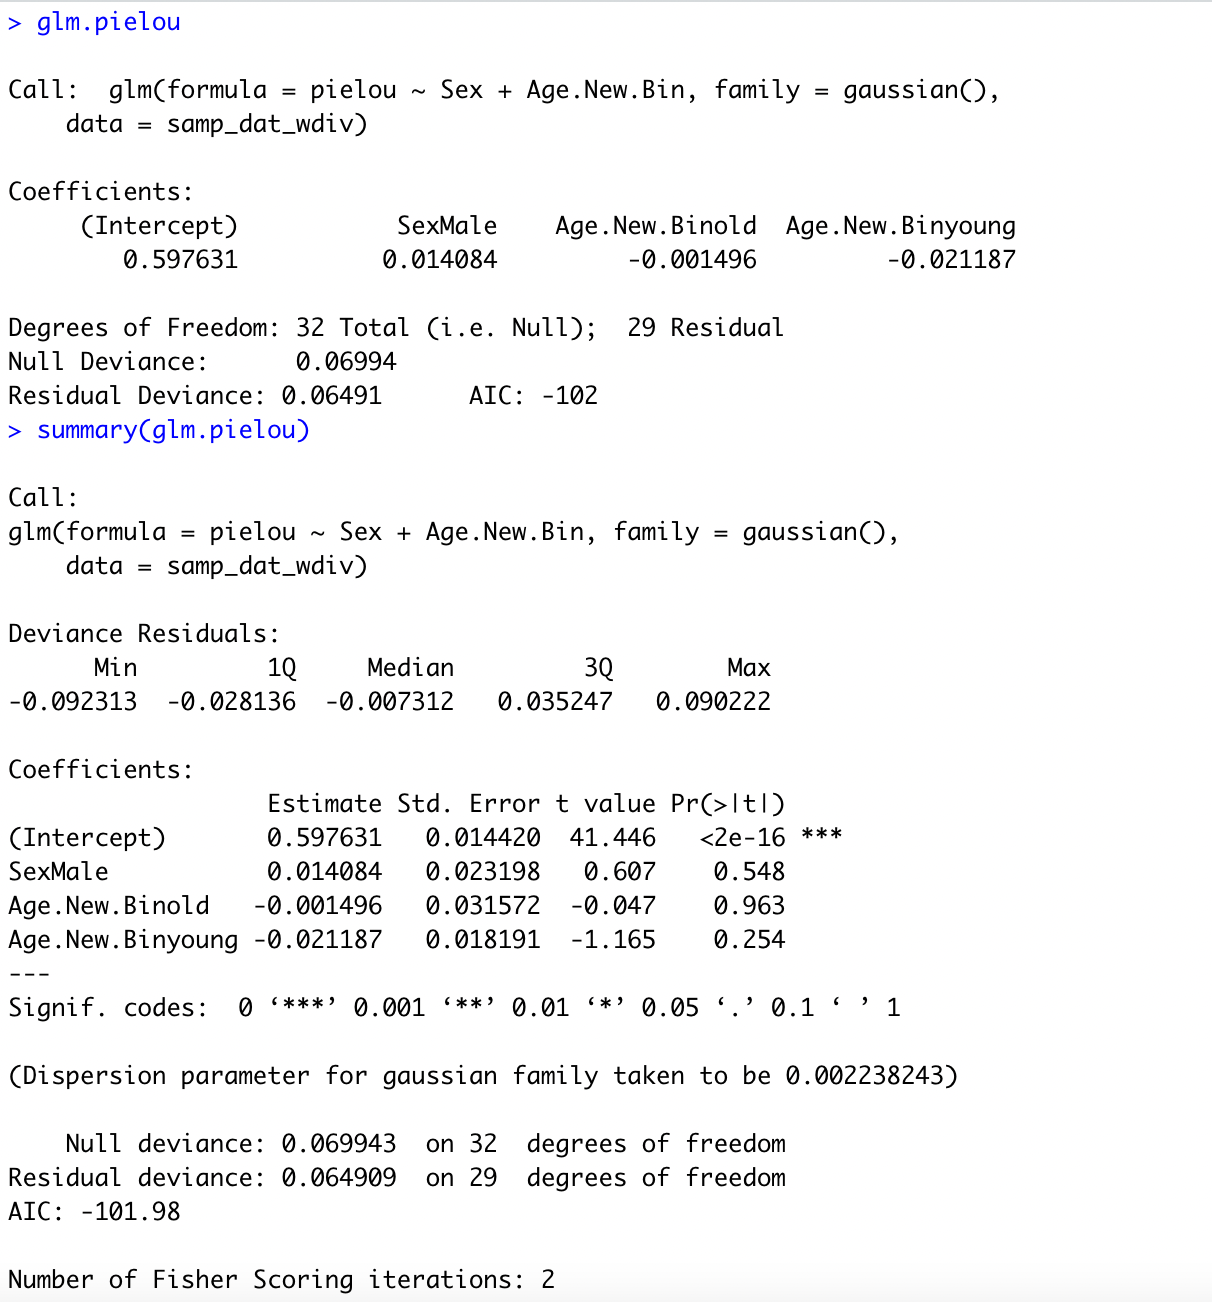 > glm.pielou

Call:  glm(formula = pielou ~ Sex + Age.New.Bin, family = gaussian(),
    data = samp_dat_wdiv)

Coefficients:
     (Intercept)           SexMale    Age.New.Binold  Age.New.Binyoung
        0.597631          0.014084         -0.001496         -0.021187

Degrees of Freedom: 32 Total (i.e. Null);  29 Residual
Null Deviance:      0.06994
Residual Deviance: 0.06491      AIC: -102
> summary(glm.pielou)

Call:
glm(formula = pielou ~ Sex + Age.New.Bin, family = gaussian(),
    data = samp_dat_wdiv)

Deviance Residuals:
      Min         1Q     Median         3Q        Max
-0.092313  -0.028136  -0.007312   0.035247   0.090222

Coefficients:
                  Estimate Std. Error t value Pr(>|t|)
(Intercept)       0.597631   0.014420  41.446   <2e-16 ***
SexMale           0.014084   0.023198   0.607    0.548
Age.New.Binold   -0.001496   0.031572  -0.047    0.963
Age.New.Binyoung -0.021187   0.018191  -1.165    0.254
---
Signif. codes:  0 ‘***’ 0.001 ‘**’ 0.01 ‘*’ 0.05 ‘.’ 0.1 ‘ ’ 1

(Dispersion parameter for gaussian family taken to be 0.002238243)

    Null deviance: 0.069943  on 32  degrees of freedom
Residual deviance: 0.064909  on 29  degrees of freedom
AIC: -101.98

Number of Fisher Scoring iterations: 2